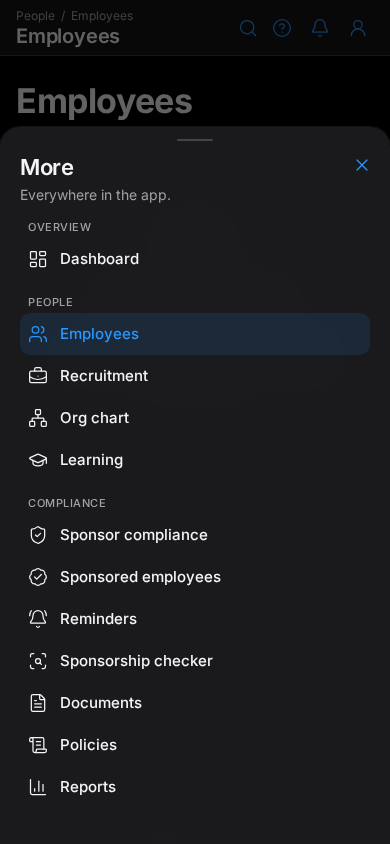 People / Employees
Employees
Employees
More
Everywhere in the app.
OVERVIEW
Dashboard
PEOPLE
Employees
Recruitment
Org chart
Learning
COMPLIANCE
Sponsor compliance
Sponsored employees
Reminders
Sponsorship checker
Documents
Policies
Reports